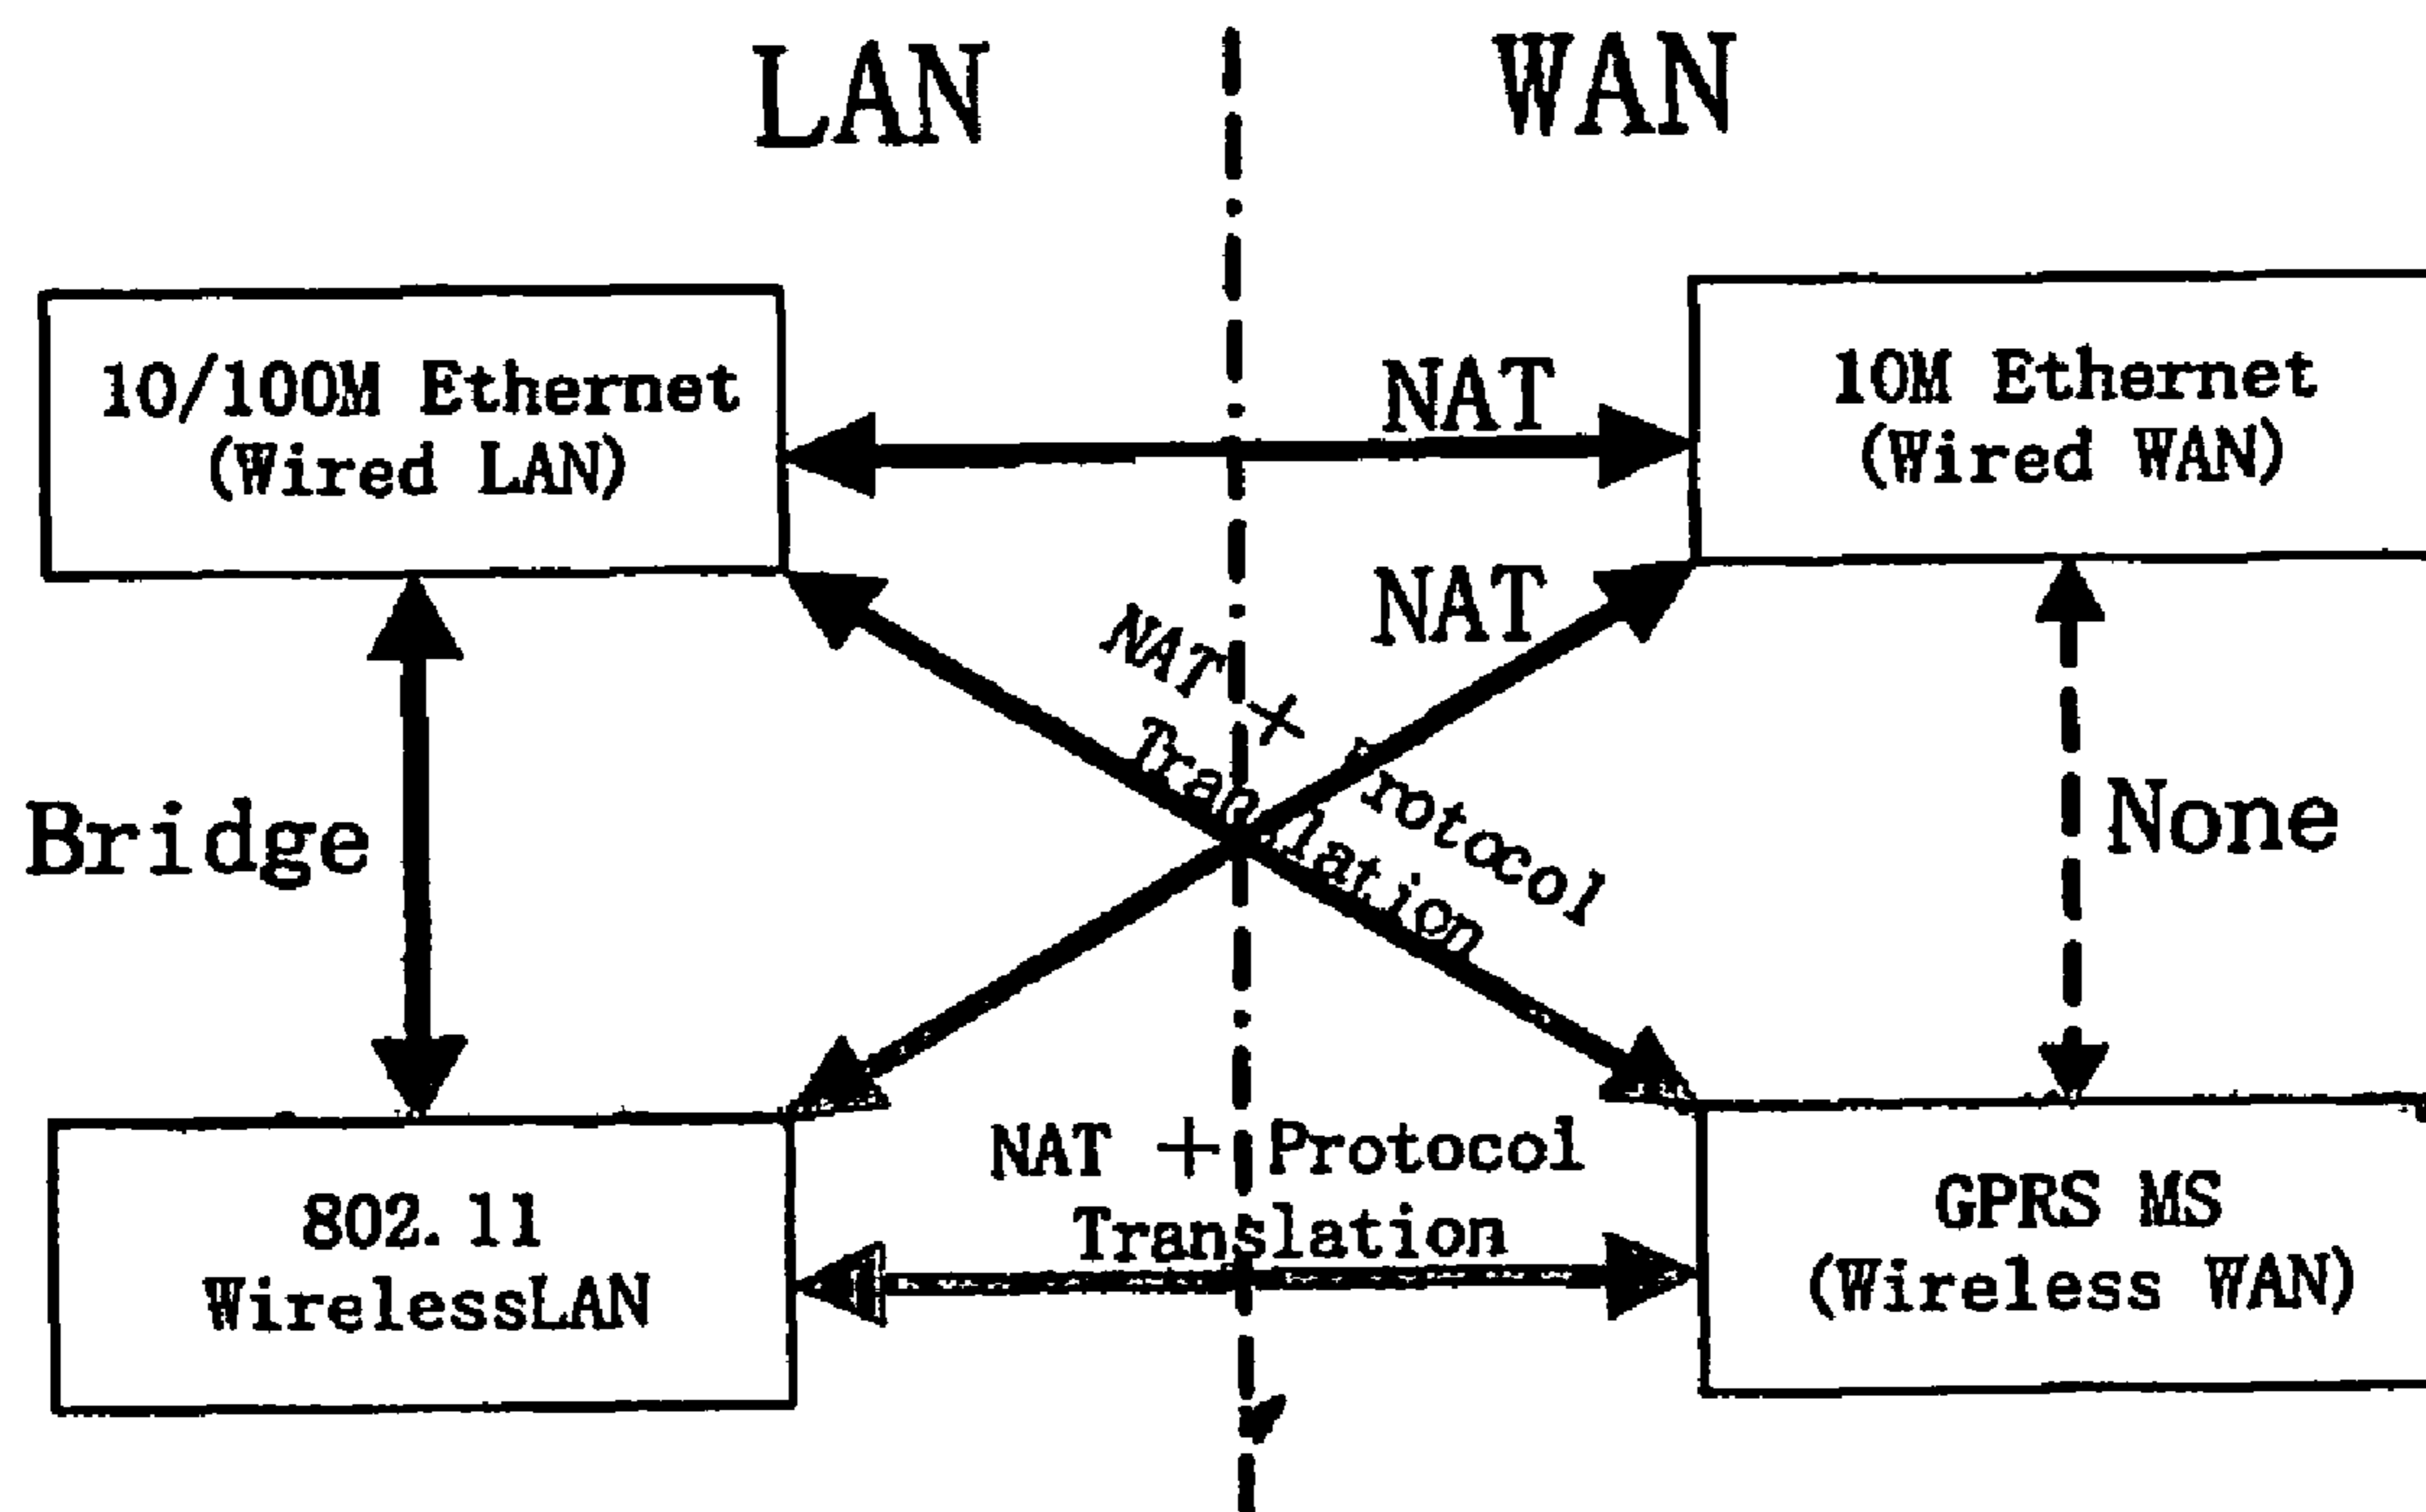 LAN
WAN
10/100M Ethernet
(Wired LAN)
NAT
10M Ethernet
(Wired WAN)
NAT
NAT + Protocol
Translation
Bridge
None
NAT + Protocol
Translation
802.11
WirelessLAN
GPRS MS
(Wireless WAN)